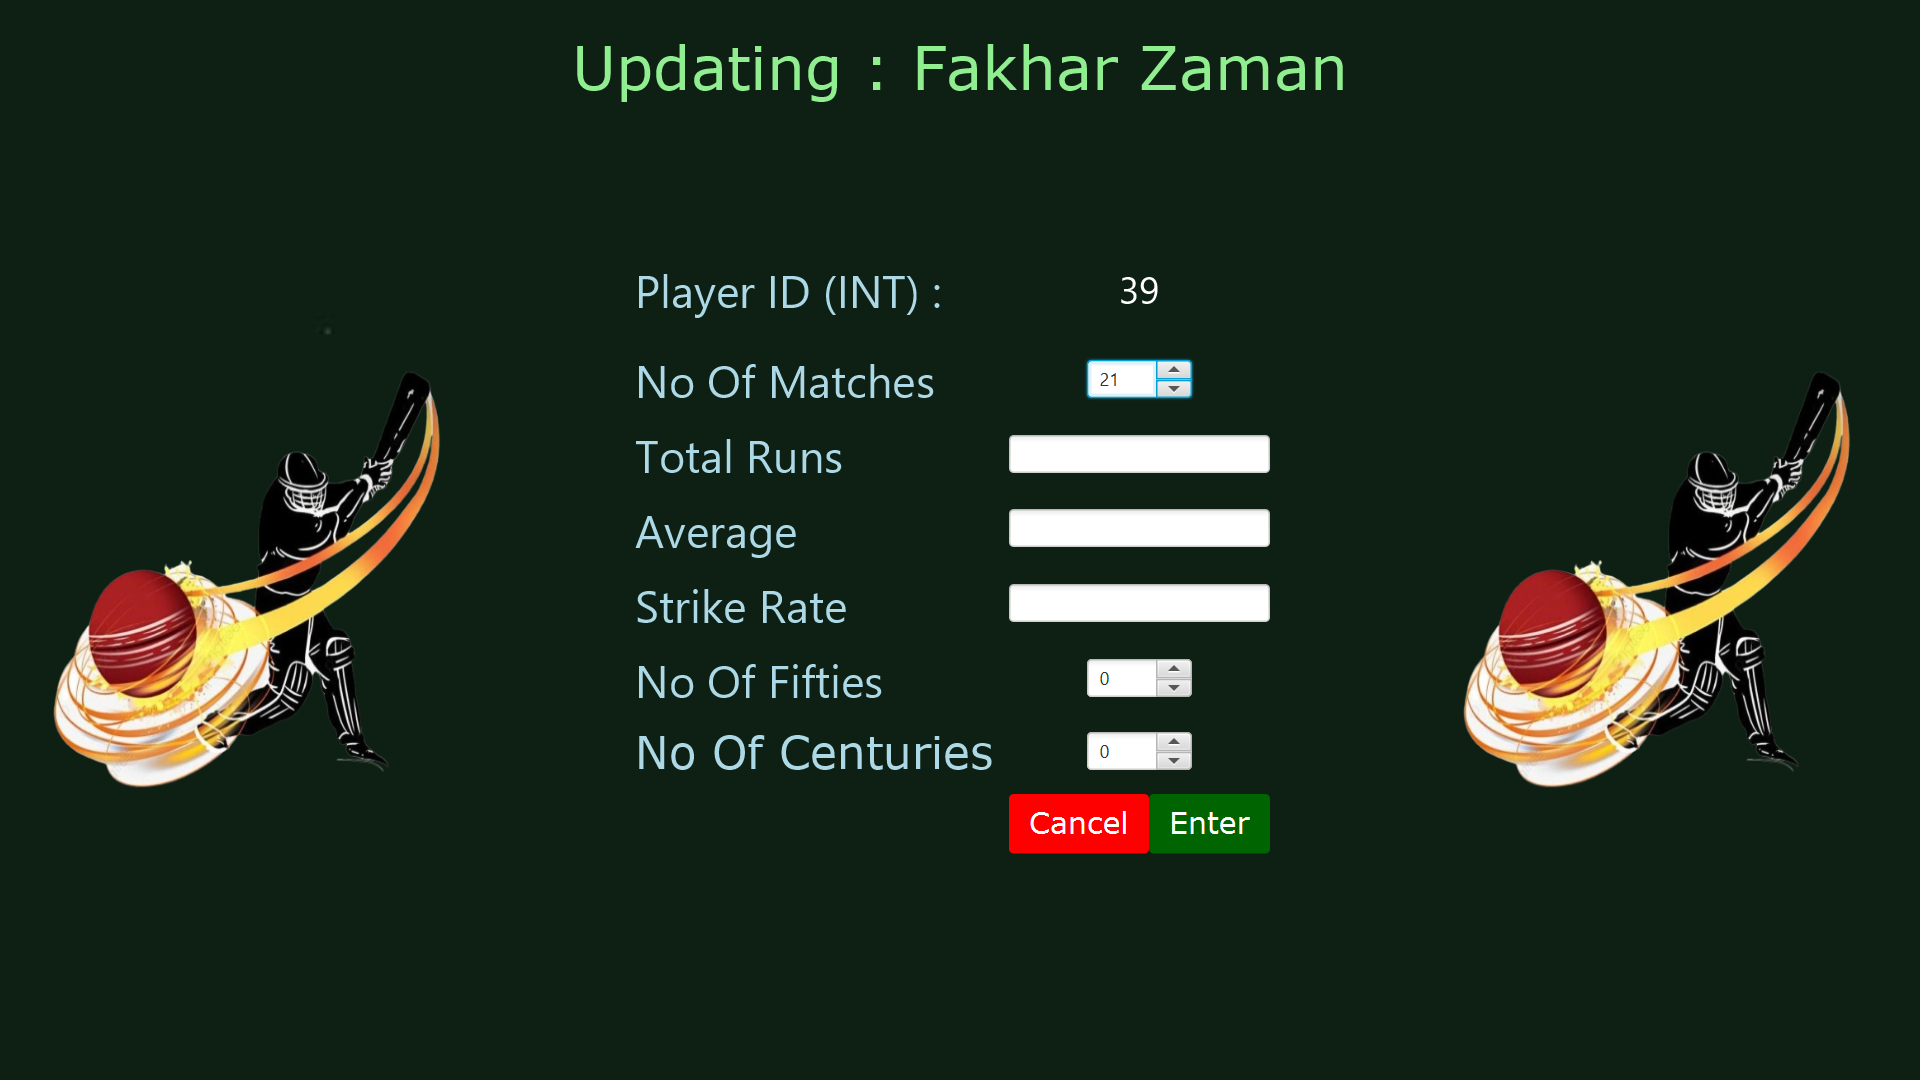 Updating : Fakhar Zaman
Player ID (INT) : 39
No Of Matches 21
Total Runs
Average
Strike Rate
No Of Fifties 0
No Of Centuries 0
Cancel Enter